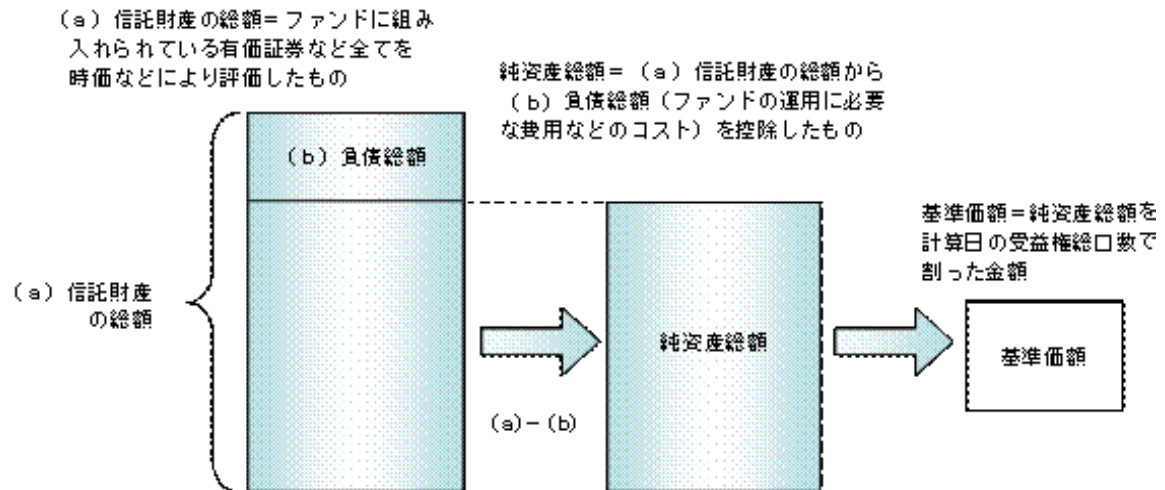 (a) 信託財産の総額=ファンドに組み
入れられている有価証券など全てを
時価などにより評価したもの
純資産総額= (a) 信託財産の総額から
(b) 負債総額(ファンドの運用に必要
な費用などのコスト)を控除したもの
(b) 負債総額
基準価額=純資産総額を
計算日の受益権総口数で
割った金額
(a) 信託財産
の総額
純資産総額
基準価額
(a)-(b)